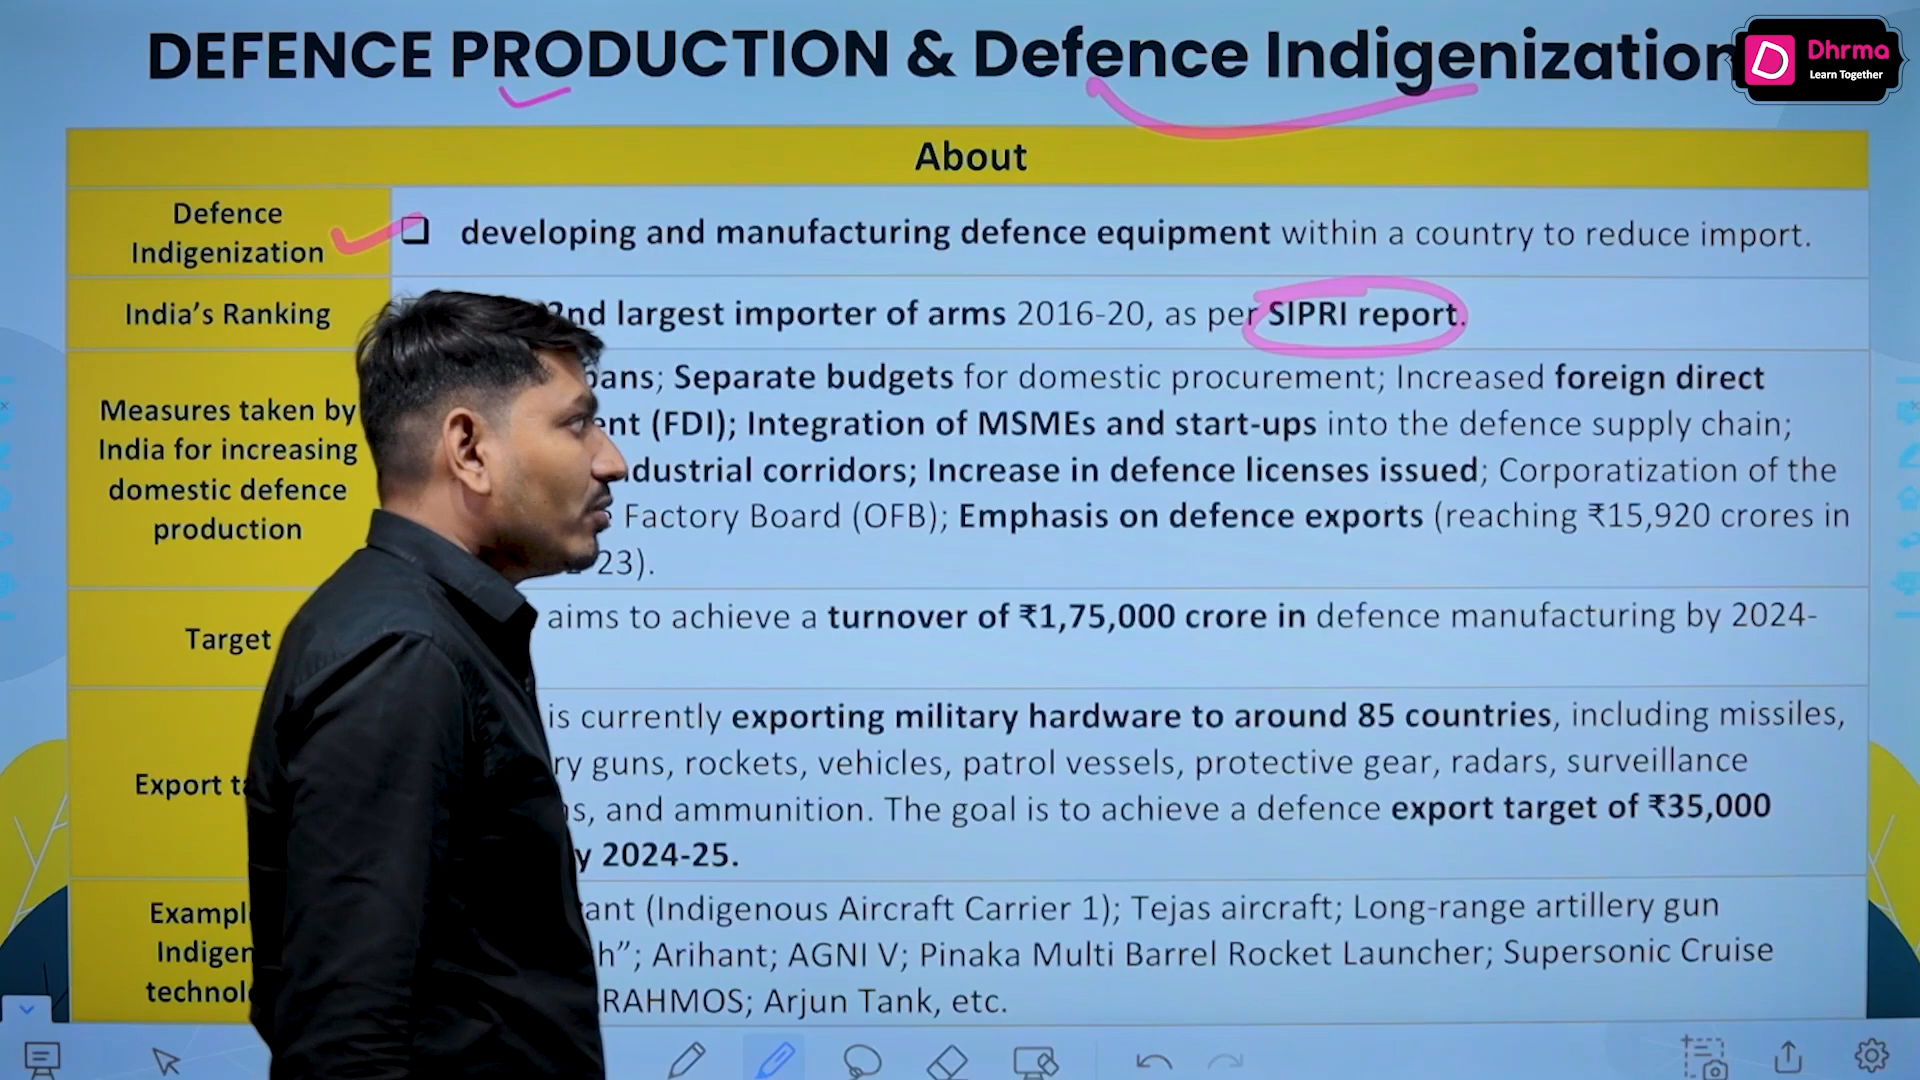 DEFENCE PRODUCTION & Defence Indigenization
Dhrma
Learn Together
About
Defence
Indigenization
developing and manufacturing defence equipment within a country to reduce import.
India's Ranking
2nd largest importer of arms 2016-20, as per SIPRI report.
Measures taken by
India for increasing
domestic defence
production
bans; Separate budgets for domestic procurement; Increased foreign direct
(FDI); Integration of MSMEs and start-ups into the defence supply chain;
industrial corridors; Increase in defence licenses issued; Corporatization of the
Factory Board (OFB); Emphasis on defence exports (reaching ₹15,920 crores in
23).
Target
aims to achieve a turnover of ₹1,75,000 crore in defence manufacturing by 2024-
Export
is currently exporting military hardware to around 85 countries, including missiles,
guns, rockets, vehicles, patrol vessels, protective gear, radars, surveillance
and ammunition. The goal is to achieve a defence export target of ₹35,000
2024-25.
(Indigenous Aircraft Carrier 1); Tejas aircraft; Long-range artillery gun
Arihant; AGNI V; Pinaka Multi Barrel Rocket Launcher; Supersonic Cruise
BRAHMOS; Arjun Tank, etc.